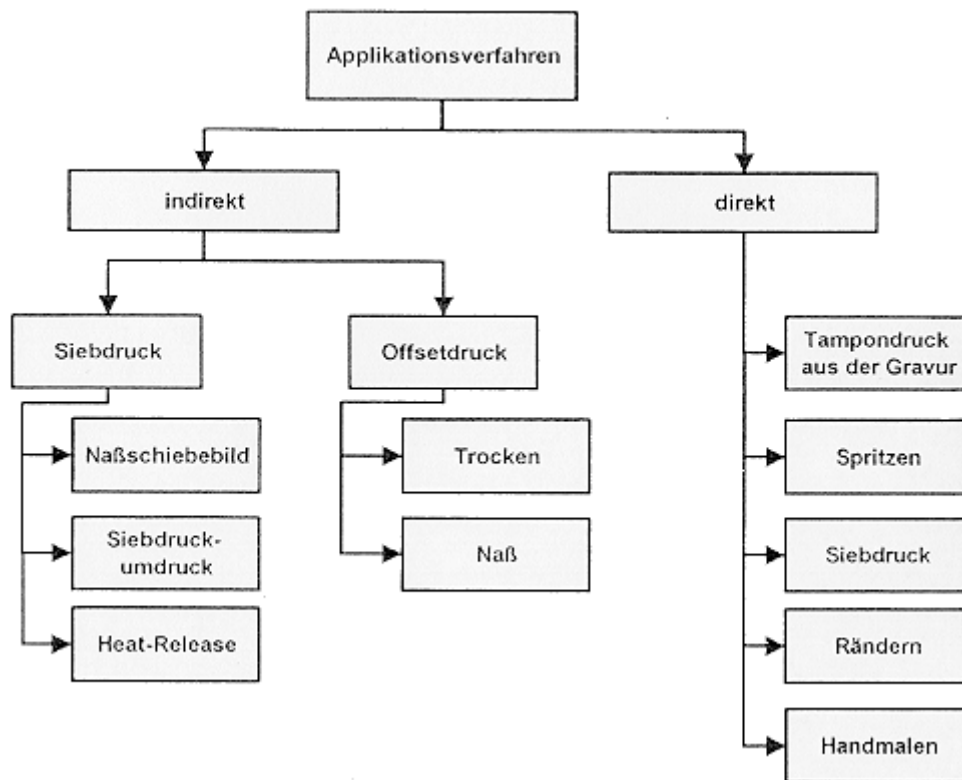 Applikationsverfahren
indirekt
direkt
Siebdruck
Offsetdruck
Naßschiebebild
Siebdruck-
umdruck
Heat-Release
Trocken
Naß
Tampondruck
aus der Gravur
Spritzen
Siebdruck
Rändern
Handmalen